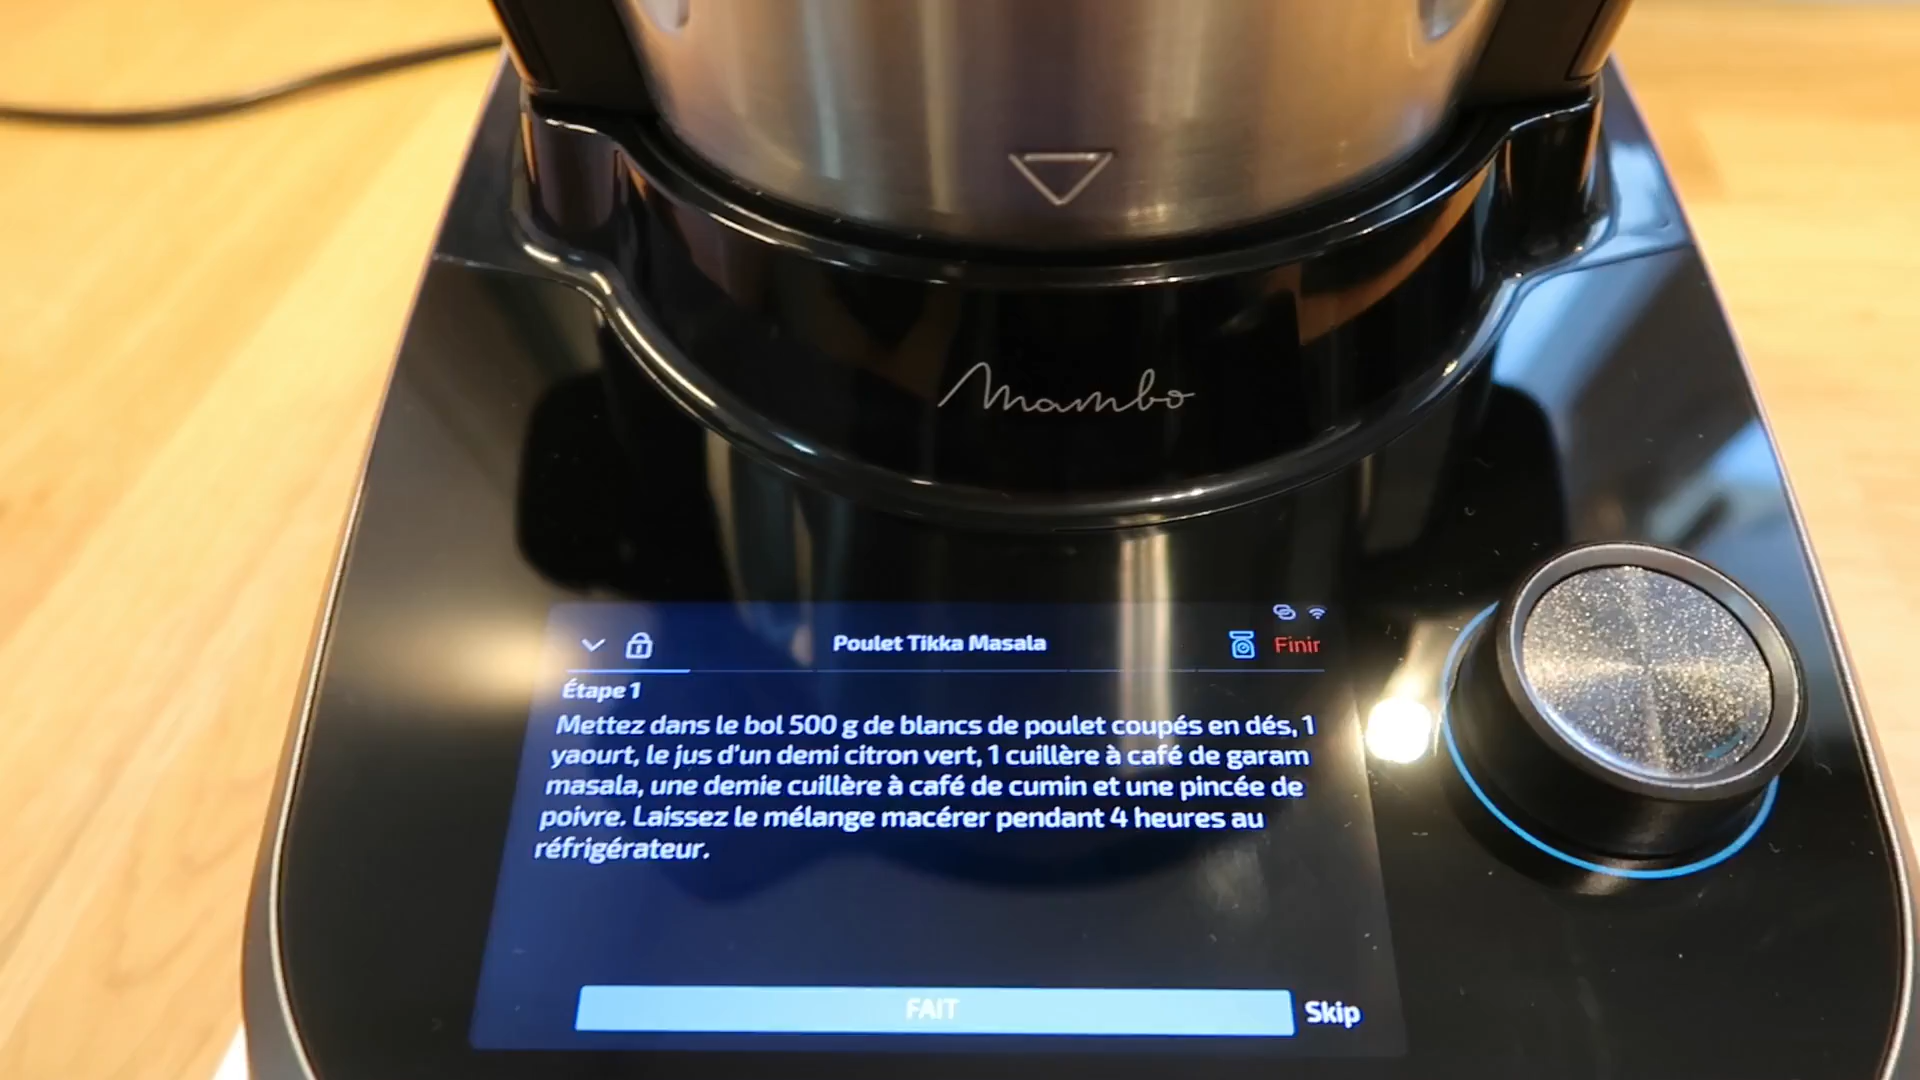 Mambo
Poulet Tikka Masala
Finir
Étape 1
Mettez dans le bol 500 g de blancs de poulet coupés en dés, 1
yaourt, le jus d'un demi citron vert, 1 cuillère à café de garam
masala, une demie cuillère à café de cumin et une pincée de
poivre. Laissez le mélange macérer pendant 4 heures au
réfrigérateur.
FAIT
Skip